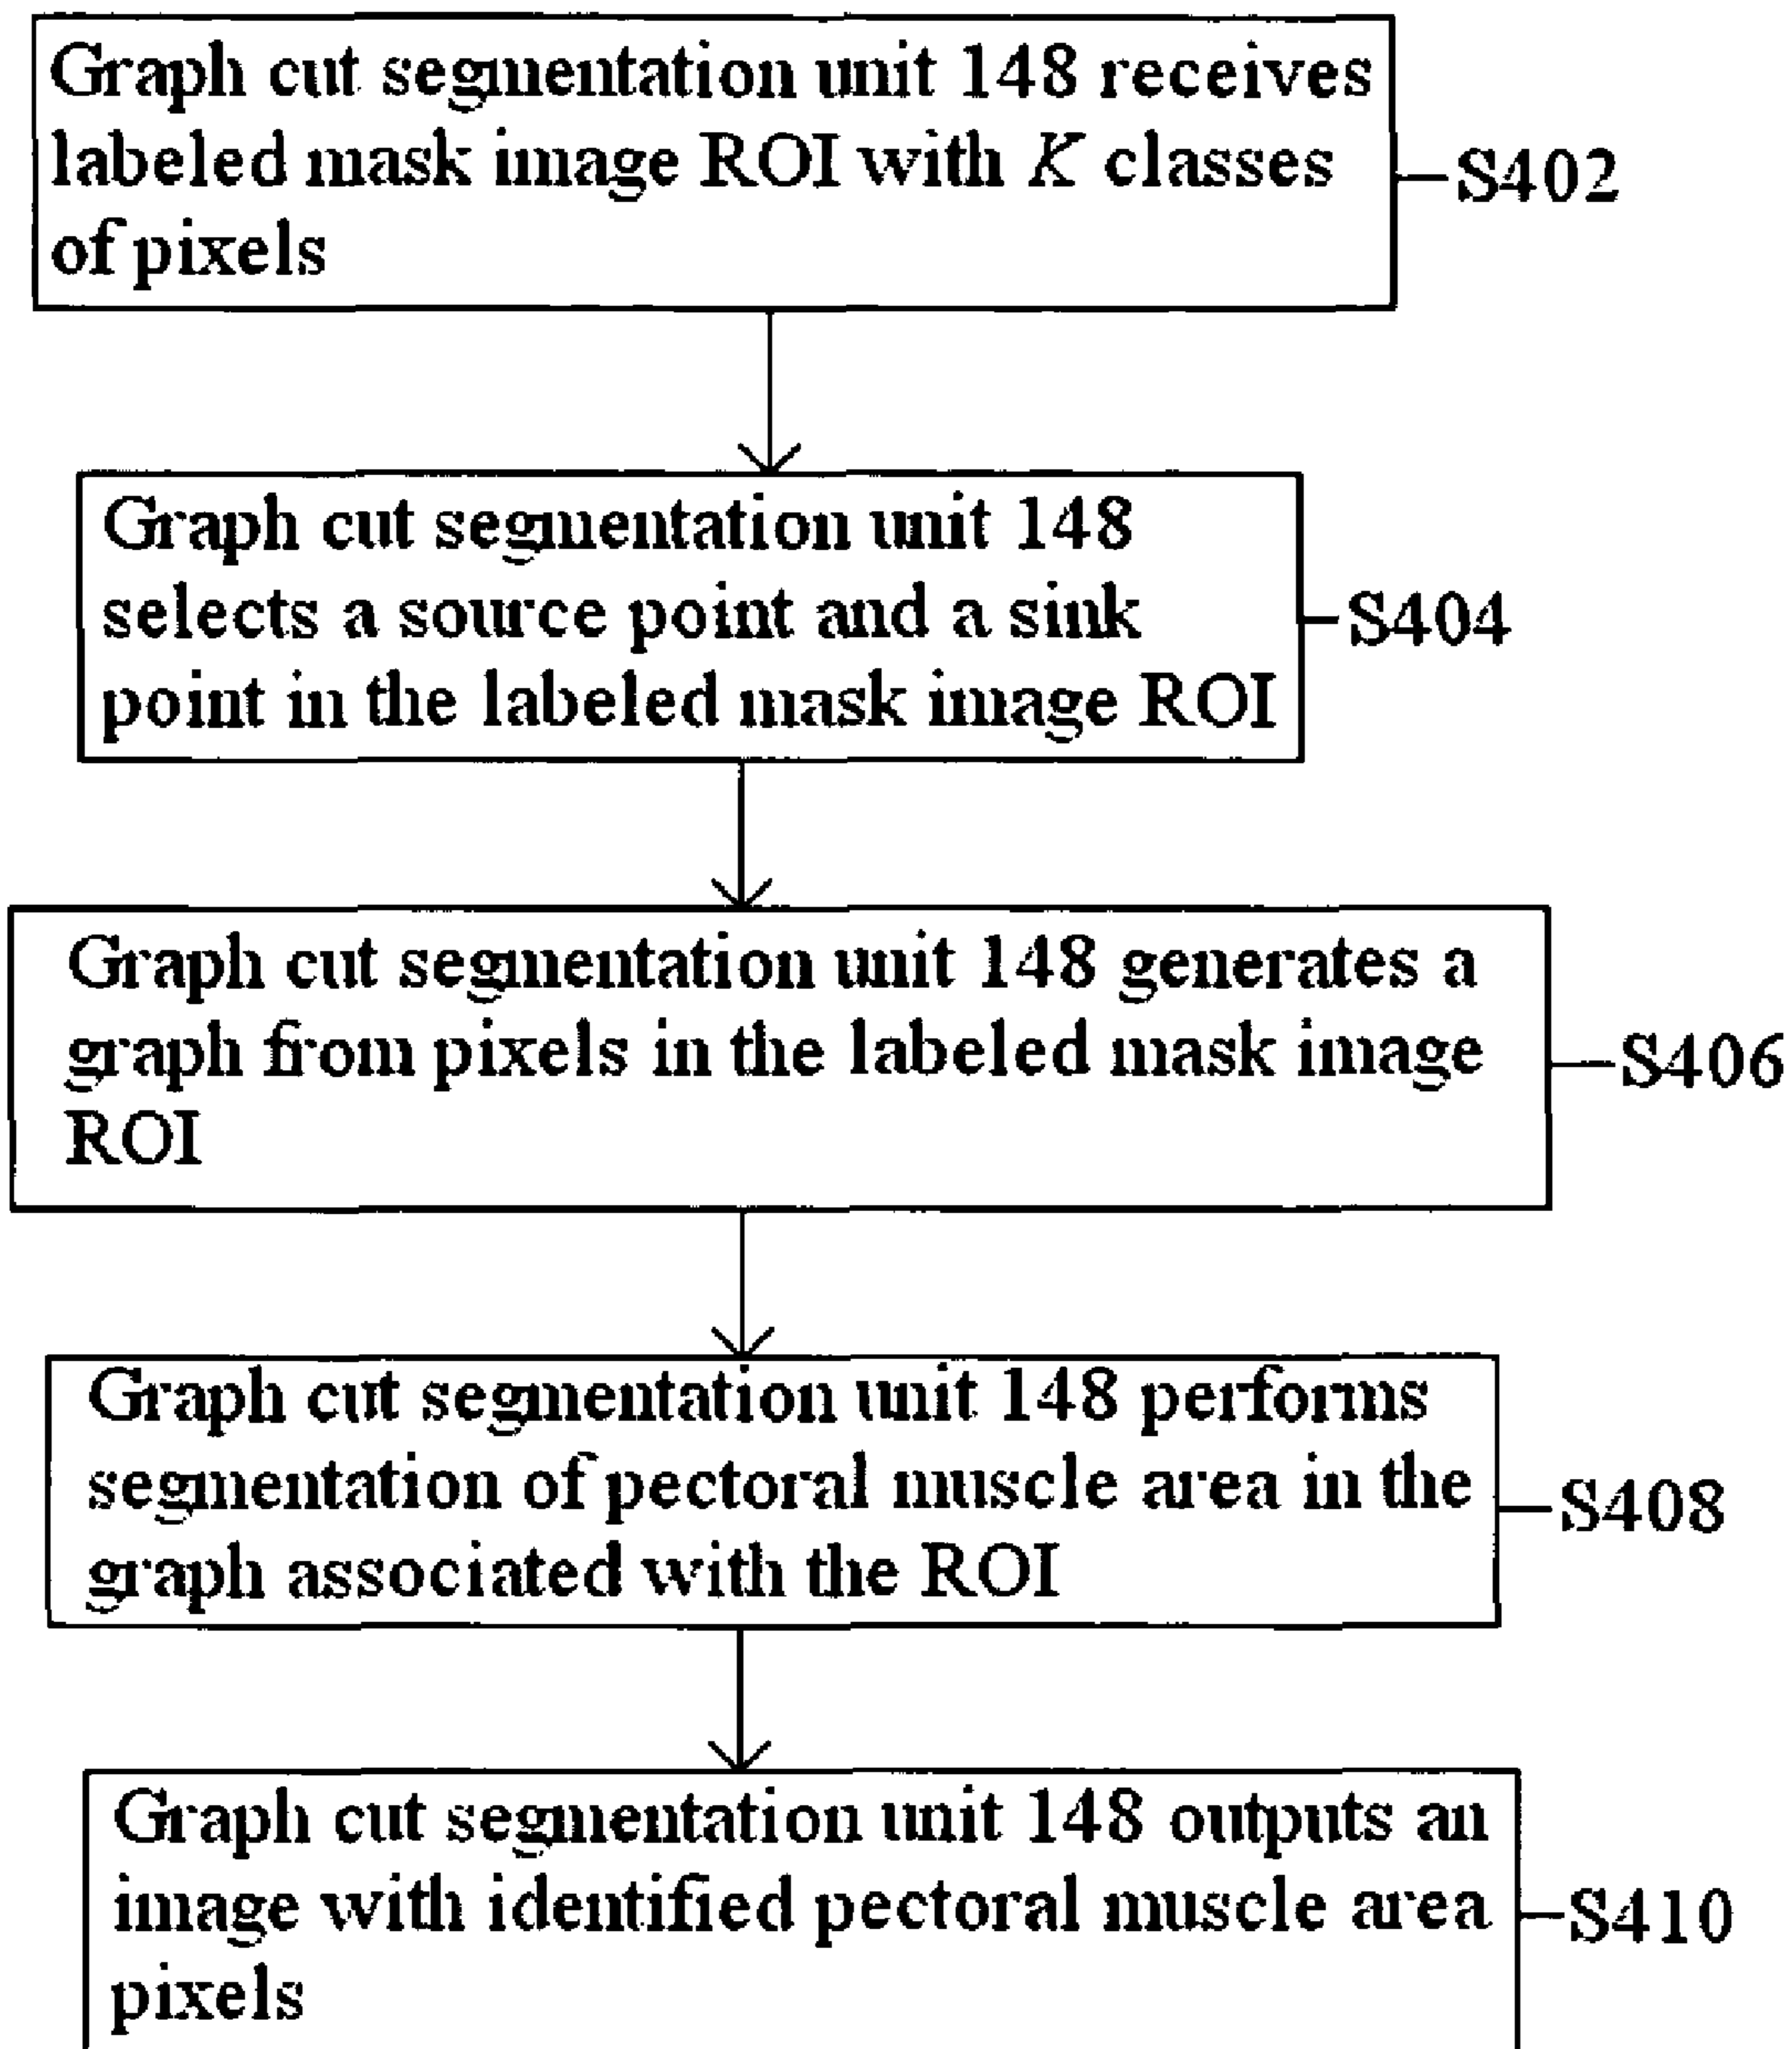 Graph cut segmentation unit 148 receives
labeled mask image ROI with K classes
of pixels
S402
Graph cut segmentation unit 148
selects a source point and a sink
point in the labeled mask image ROI
S404
Graph cut segmentation unit 148 generates a
graph from pixels in the labeled mask image
ROI
S406
Graph cut segmentation unit 148 performs
segmentation of pectoral muscle area in the
graph associated with the ROI
S408
Graph cut segmentation unit 148 outputs an
image with identified pectoral muscle area
pixels
S410